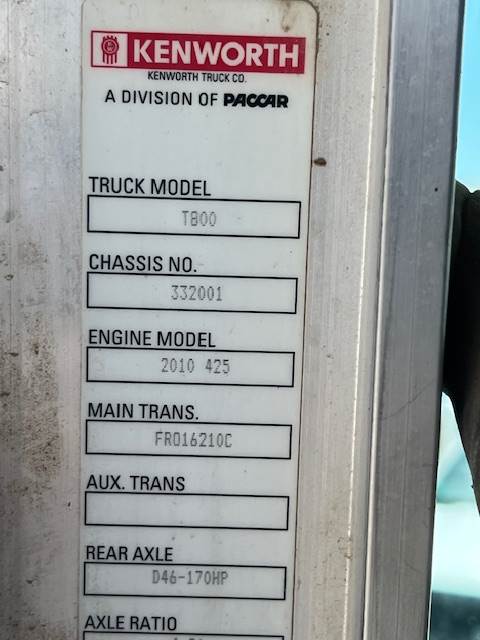 KENWORTH
KENWORTH TRUCK CO.
A DIVISION OF PACCAR
TRUCK MODEL
T800
CHASSIS NO.
332001
ENGINE MODEL
2010 425
MAIN TRANS.
FRO16210C
AUX. TRANS
REAR AXLE
D46-170HP
AXLE RATIO